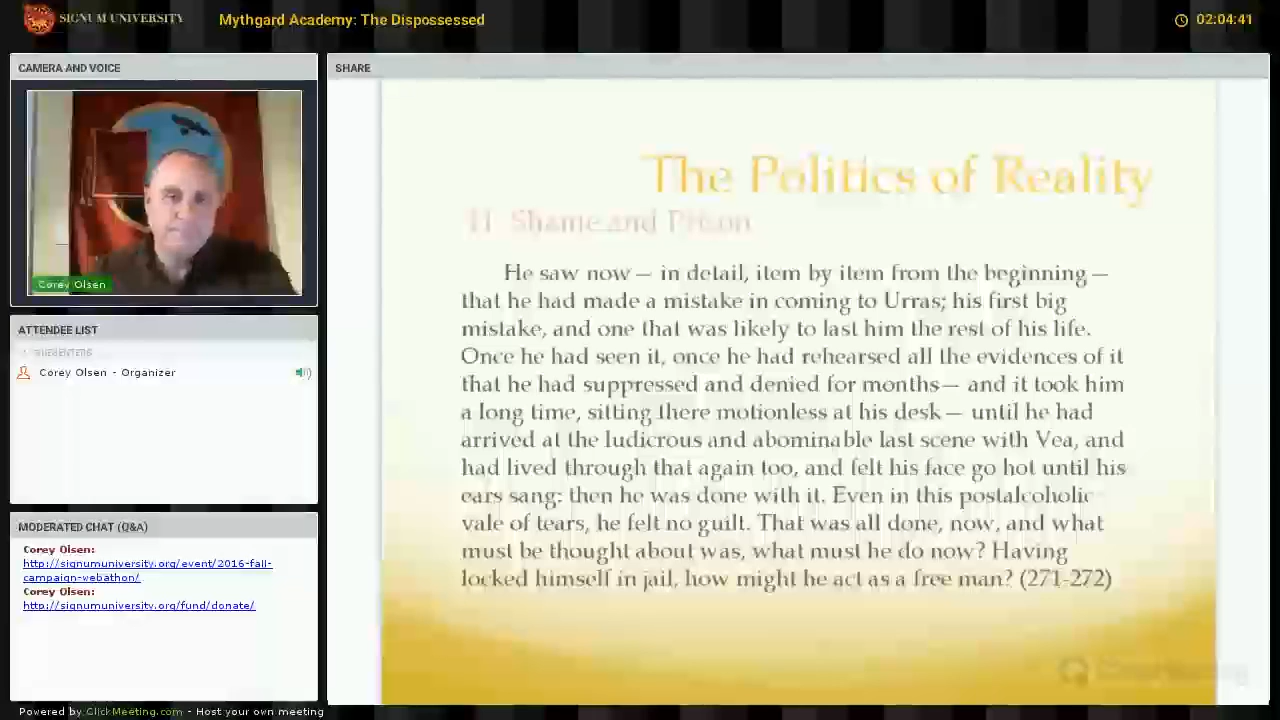 SIGNUM UNIVERSITY
Mythgard Academy: The Dispossessed
02:04:41
CAMERA AND VOICE
Corey Olsen
ATTENDEE LIST
Corey Olsen - Organizer
MODERATED CHAT (Q&A)
Corey Olsen:
http://signumuniversity.org/event/2016-fall-
campaign-webathon/
Corey Olsen:
http://signumuniversity.org/fund/donate/
Powered by ClickMeeting.com - Host your own meeting
SHARE
The Politics of Reality
Shame and Prison
He saw now — in detail, item by item from the beginning —
that he had made a mistake in coming to Urras; his first big
mistake, and one that was likely to last him the rest of his life.
Once he had seen it, once he had rehearsed all the evidences of it
that he had suppressed and denied for months— and it took him
a long time, sitting there motionless at his desk— until he had
arrived at the ludicrous and abominable last scene with Vea, and
had lived through that again too, and felt his face go hot until his
ears sang: then he was done with it. Even in this postalcoholic
vale of tears, he felt no guilt. That was all done, now, and what
must be thought about was, what must he do now? Having
locked himself in jail, how might he act as a free man? (271-272)